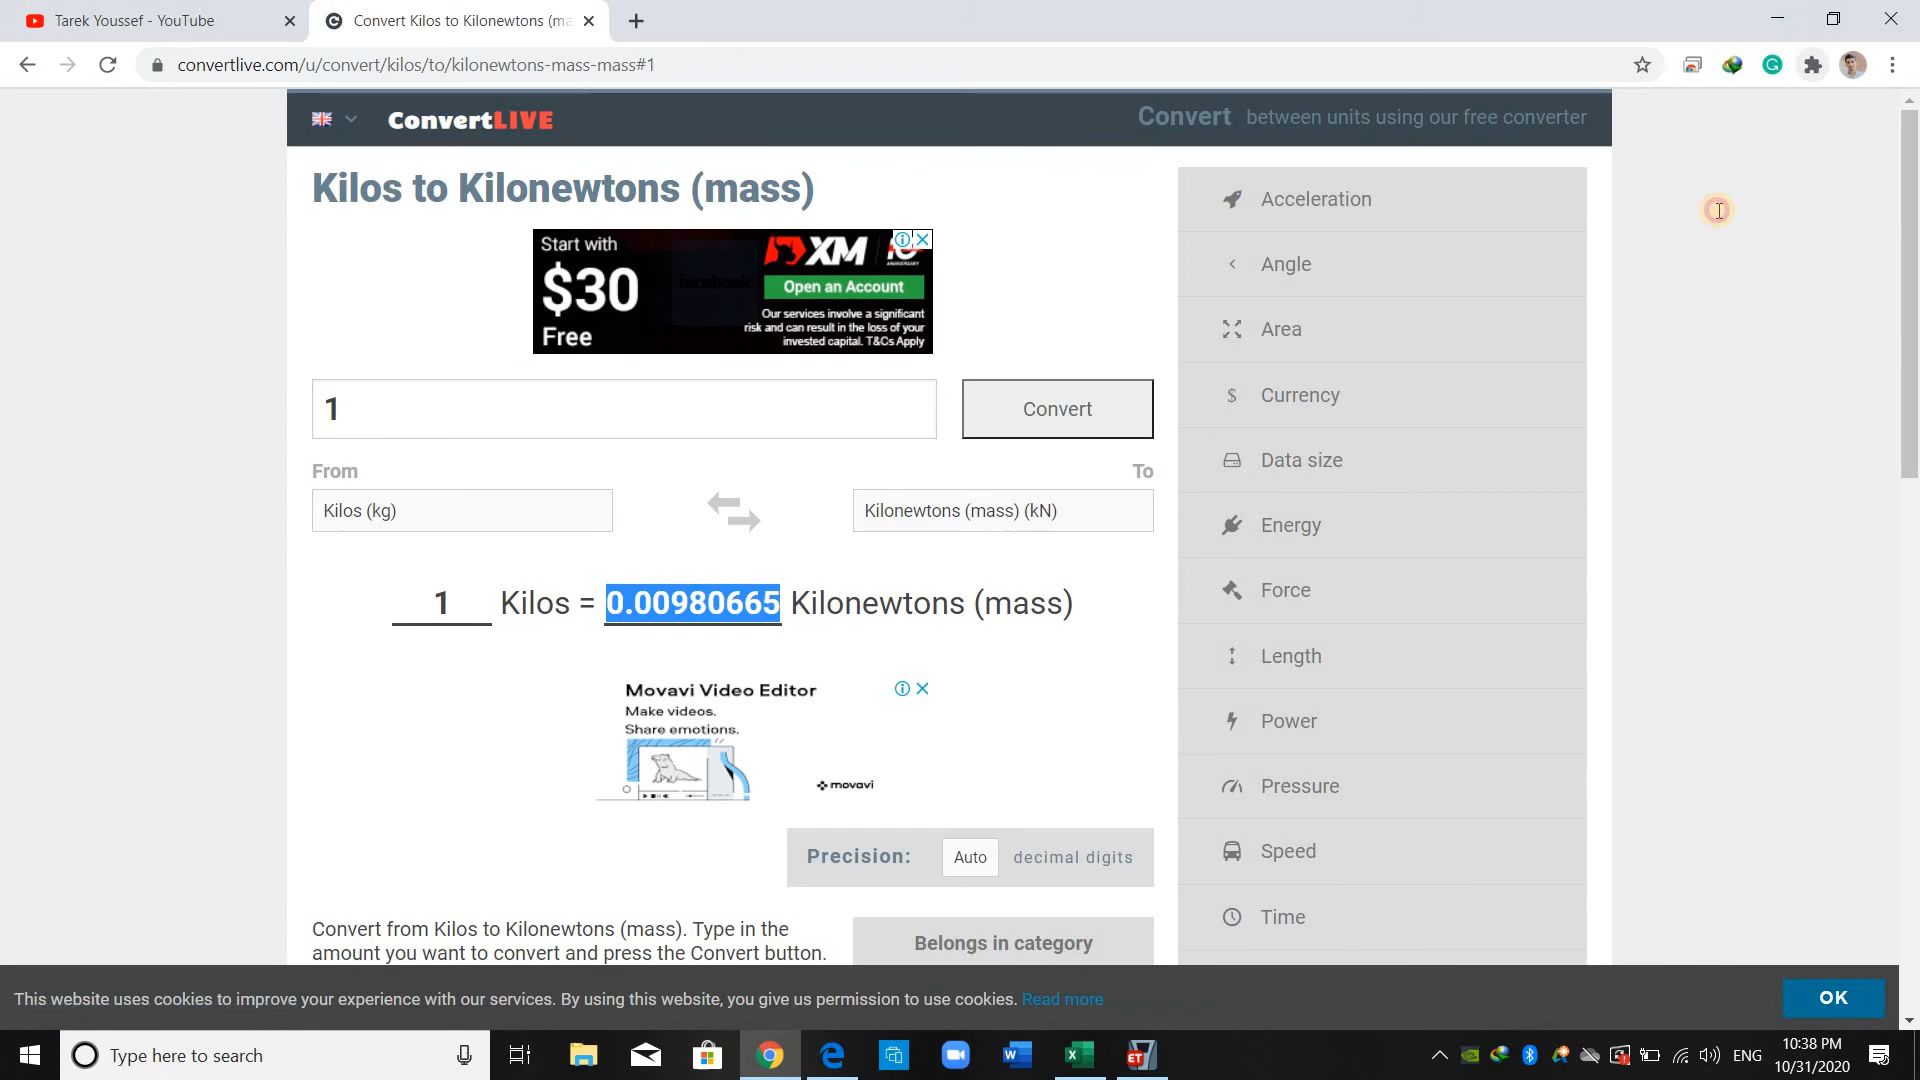 Tarek Youssef - YouTube
Convert Kilos to Kilonewtons (ma
convertlive.com/u/convert/kilos/to/kilonewtons-mass-mass#1
ConvertLIVE
Convert between units using our free converter
Kilos to Kilonewtons (mass)
Start with
$30
Free
XM
Open an Account
Our services involve a significant
risk and can result in the loss of your
invested capital. T&Cs Apply
1
Convert
From
To
Kilos (kg)
Kilonewtons (mass) (kN)
1 Kilos = 0.00980665 Kilonewtons (mass)
Movavi Video Editor
Make videos.
Share emotions.
movavi
Precision: Auto decimal digits
Convert from Kilos to Kilonewtons (mass). Type in the
amount you want to convert and press the Convert button.
Belongs in category
Acceleration
Angle
Area
$ Currency
Data size
Energy
Force
Length
Power
Pressure
Speed
Time
This website uses cookies to improve your experience with our services. By using this website, you give us permission to use cookies. Read more
OK
Type here to search
ENG
10:38 PM
10/31/2020